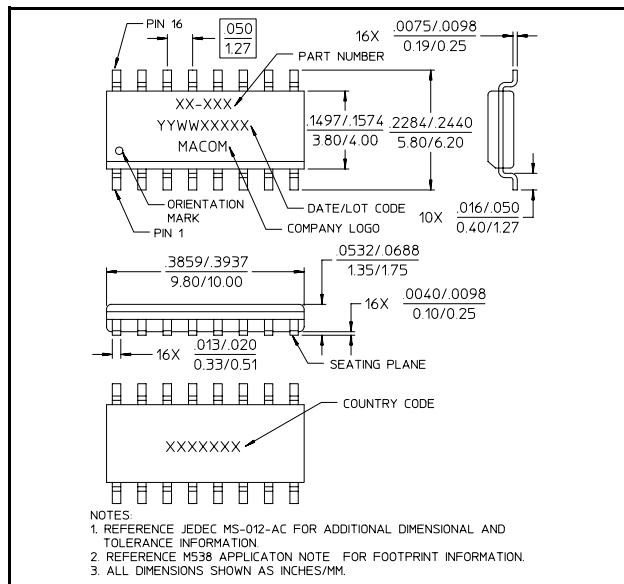 PIN 16
.050
1.27
PART NUMBER
16X .0075/.0098
0.19/0.25
XX-XXX
YYWWXXXXX
MACOM
.1497/.1574
3.80/4.00
.2284/.2440
5.80/6.20
ORIENTATION
MARK
PIN 1
DATE/LOT CODE
COMPANY LOGO
10X .016/.050
0.40/1.27
.3859/.3937
9.80/10.00
.0532/.0688
1.35/1.75
16X .0040/.0098
0.10/0.25
16X .013/.020
0.33/0.51
SEATING PLANE
COUNTRY CODE
XXXXXXX
NOTES:
1. REFERENCE JEDEC MS-012-AC FOR ADDITIONAL DIMENSIONAL AND
TOLERANCE INFORMATION.
2. REFERENCE M538 APPLICATON NOTE FOR FOOTPRINT INFORMATION.
3. ALL DIMENSIONS SHOWN AS INCHES/MM.